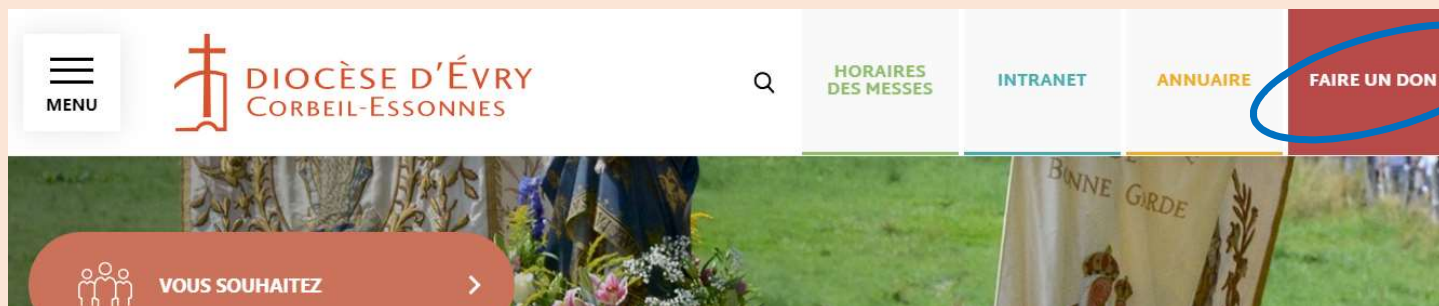 MENU
DIOCÈSE D'ÉVRY
CORBEIL-ESSONNES
HORAIRES
DES MESSES
INTRANET
ANNUAIRE
FAIRE UN DON
BONNE GARDE
VOUS SOUHAITEZ